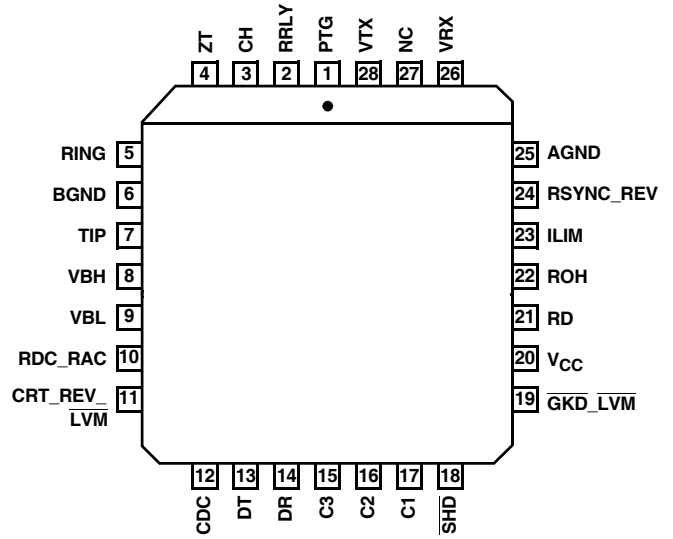 ZT
CH
RRLY
PTG
VTX
NC
VRX
4
3
2
1
28
27
26
RING 5
BGND 6
TIP 7
VBH 8
VBL 9
RDC_RAC 10
CRT_REV_ 11
LVM
25 AGND
24 RSYNC_REV
23 ILIM
22 ROH
21 RD
20 VCC
19 GKD_LVM
12
13
14
15
16
17
18
CDC
DT
DR
C3
C2
C1
SHD